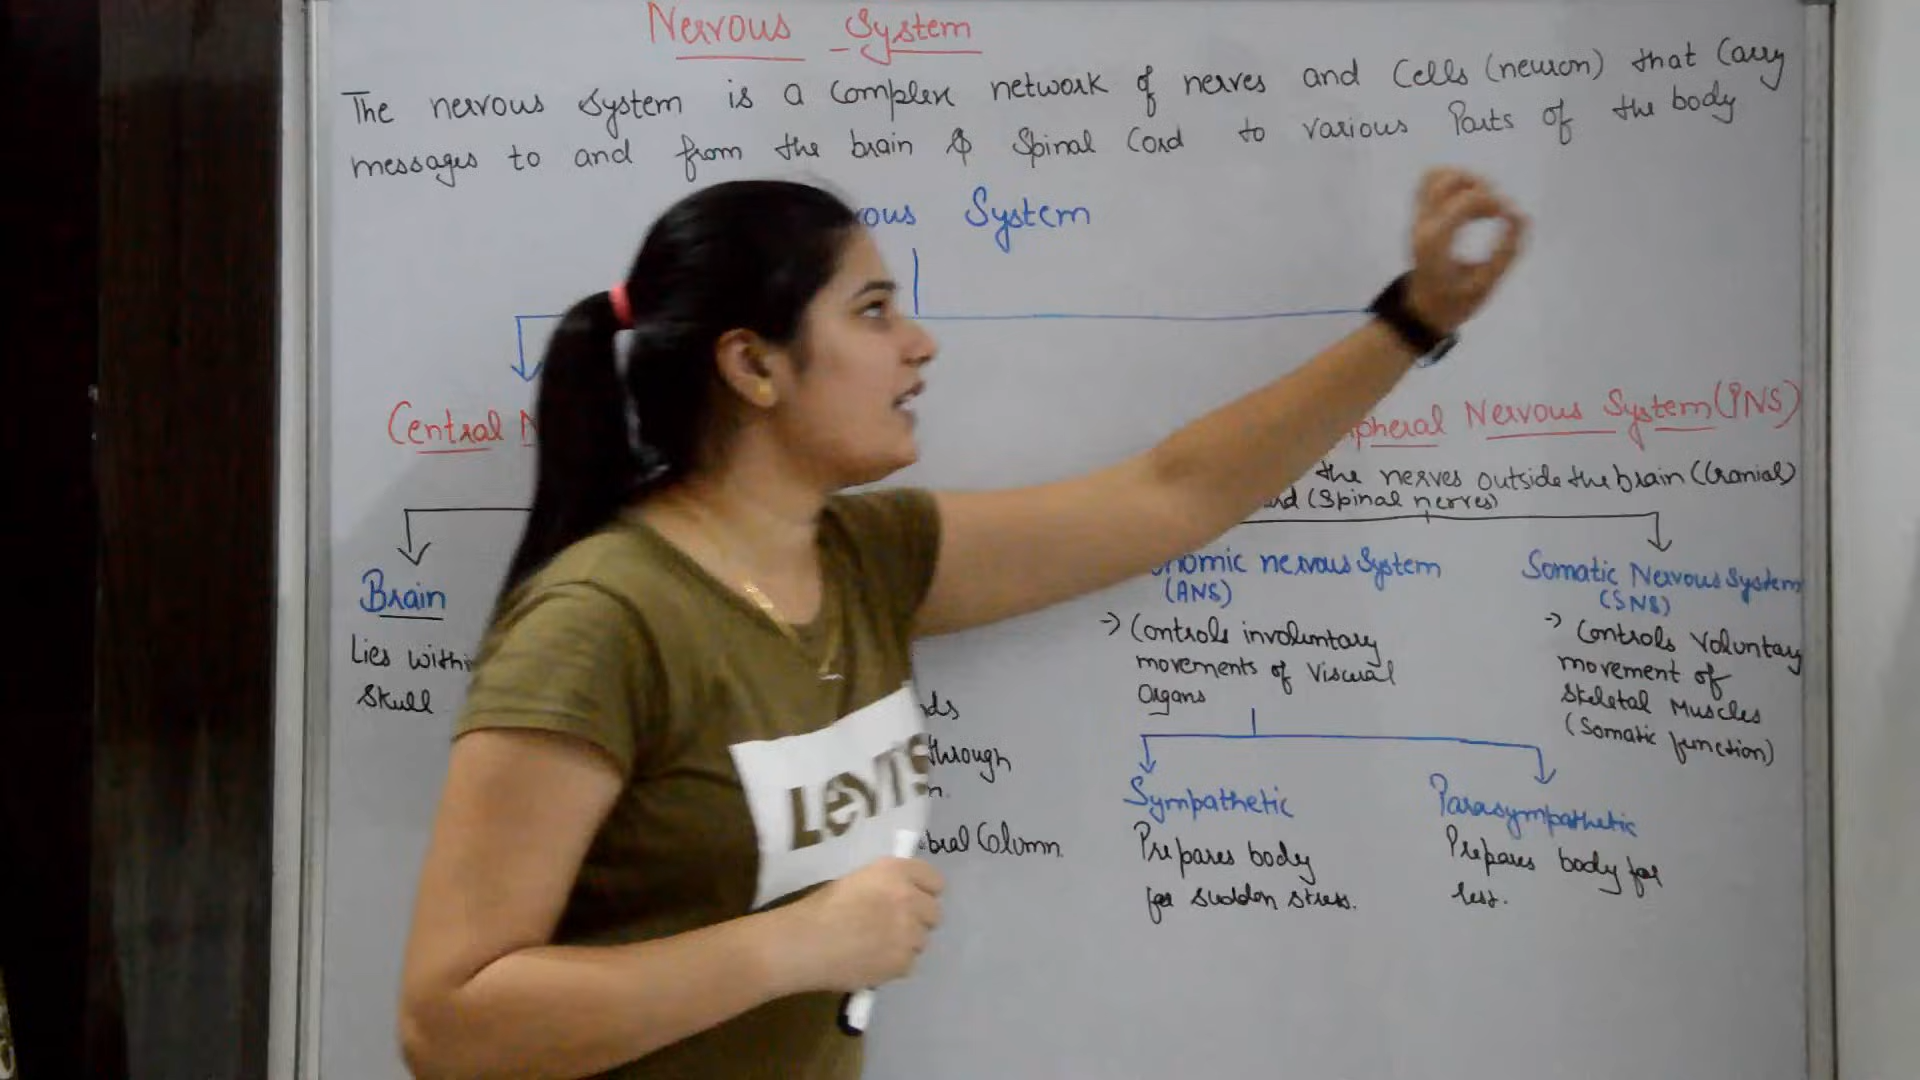 Nervous System
The nervous System is a Complex network of nerves and Cells (neuron) that Carry
messages to and from the brain & Spinal Cord to various Parts of the body
System
Central
pheral Nervous System (PNS)
the nerves outside the brain (Cranial)
(Spinal nerves)
nomic nervous System
(ANS)
Somatic Nervous System
(SNS)
Brain
Lies withi
Skull
→ Controls involuntary
movements of Visceral
Organs
→ Controls Voluntary
movement of
Skeletal Muscles
(Somatic function)
through
Column.
Sympathetic
Prepares body
for sudden stress.
Parasympathetic
Prepares body for
less.
LEVI'S